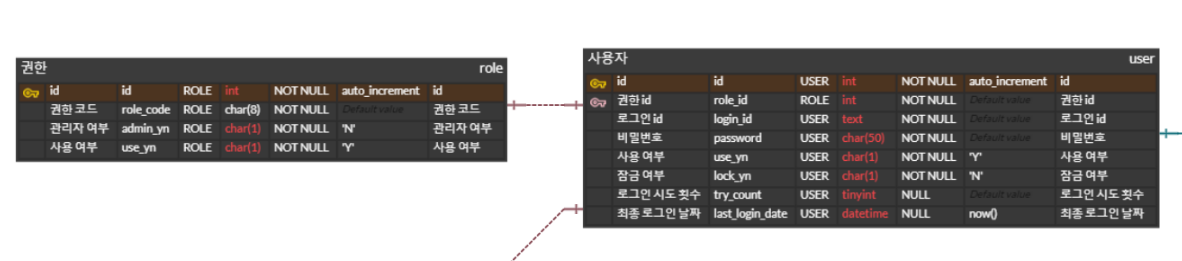 권한 role
id id ROLE int NOT NULL auto_increment id
권한 코드 role_code ROLE char(8) NOT NULL Default value 권한 코드
관리자 여부 admin_yn ROLE char(1) NOT NULL 'N' 관리자 여부
사용 여부 use_yn ROLE char(1) NOT NULL 'Y' 사용 여부
사용자 user
id id USER int NOT NULL auto_increment id
권한 id role_id ROLE int NOT NULL Default value 권한 id
로그인 id login_id USER text NOT NULL Default value 로그인 id
비밀번호 password USER char(50) NOT NULL Default value 비밀번호
사용 여부 use_yn USER char(1) NOT NULL 'Y' 사용 여부
잠금 여부 lock_yn USER char(1) NOT NULL 'N' 잠금 여부
로그인 시도 횟수 try_count USER tinyint NULL Default value 로그인 시도 횟수
최종 로그인 날짜 last_login_date USER datetime NULL now() 최종 로그인 날짜